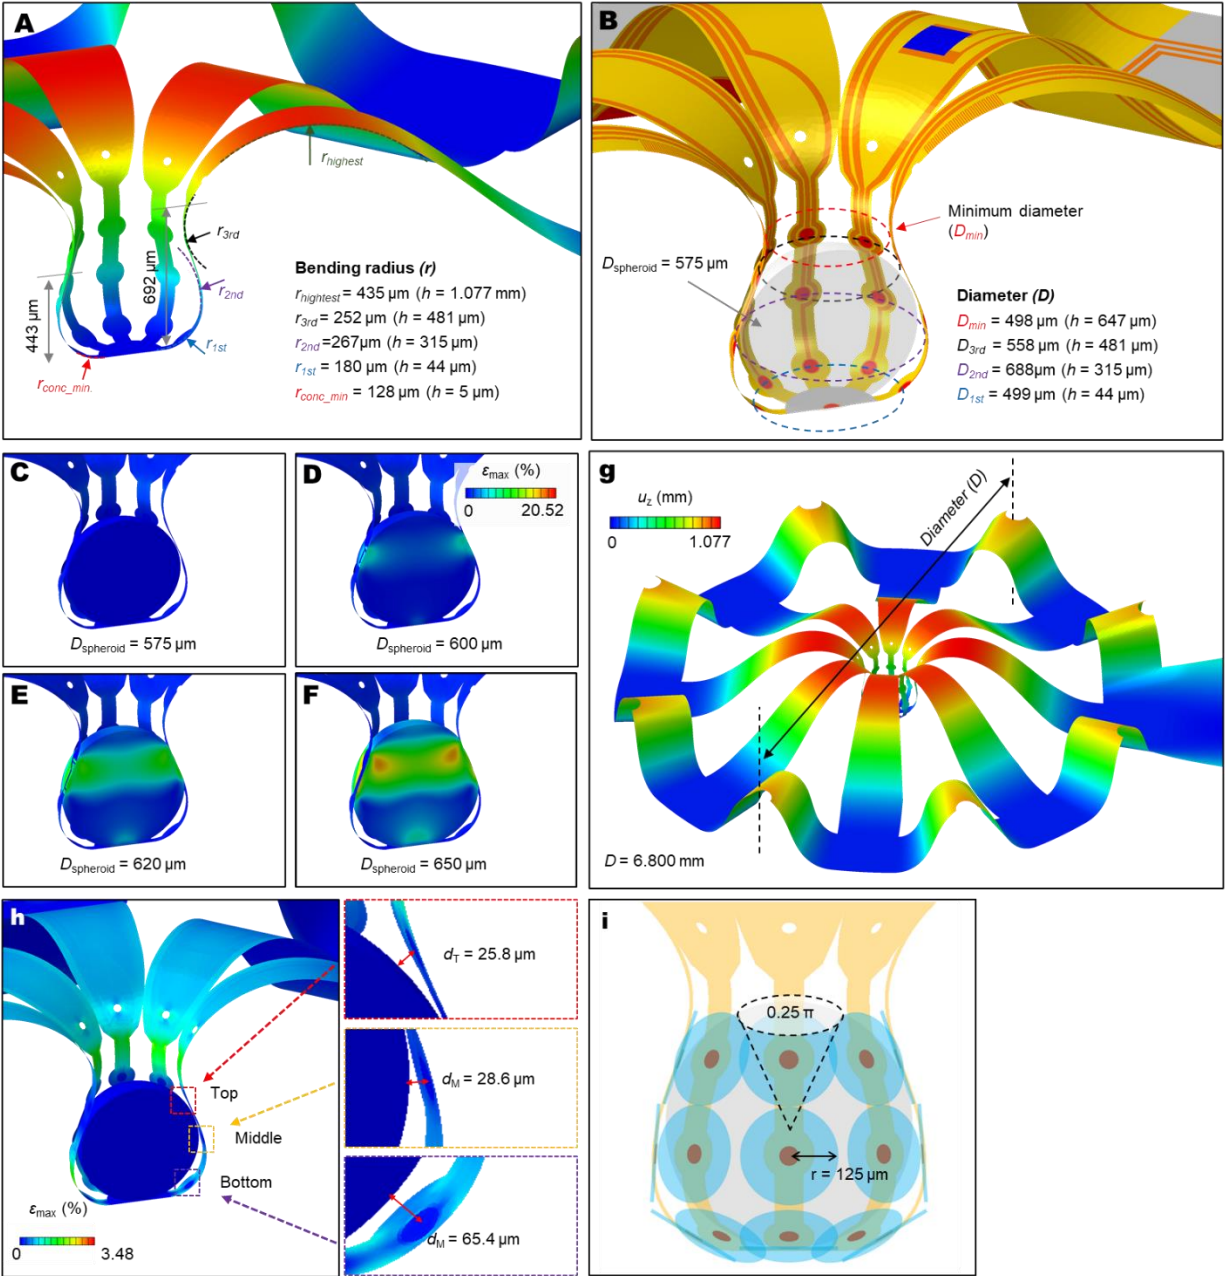 A
r_highest
r_3rd
692 µm
r_2nd
443 µm
r_1st
r_conc_min.
Bending radius (r)
r_hightest = 435 µm (h = 1.077 mm)
r_3rd = 252 µm (h = 481 µm)
r_2nd =267µm (h = 315 µm)
r_1st = 180 µm (h = 44 µm)
r_conc_min = 128 µm (h = 5 µm)
B
Minimum diameter
(D_min)
D_spheroid = 575 µm
Diameter (D)
D_min = 498 µm (h = 647 µm)
D_3rd = 558 µm (h = 481 µm)
D_2nd = 688µm (h = 315 µm)
D_1st = 499 µm (h = 44 µm)
C
D_spheroid = 575 µm
D
ε_max (%)
0 20.52
D_spheroid = 600 µm
E
D_spheroid = 620 µm
F
D_spheroid = 650 µm
g
u_z (mm)
0 1.077
Diameter (D)
D = 6.800 mm
h
Top
Middle
Bottom
ε_max (%)
0 3.48
d_T = 25.8 µm
d_M = 28.6 µm
d_M = 65.4 µm
i
0.25 π
r = 125 µm